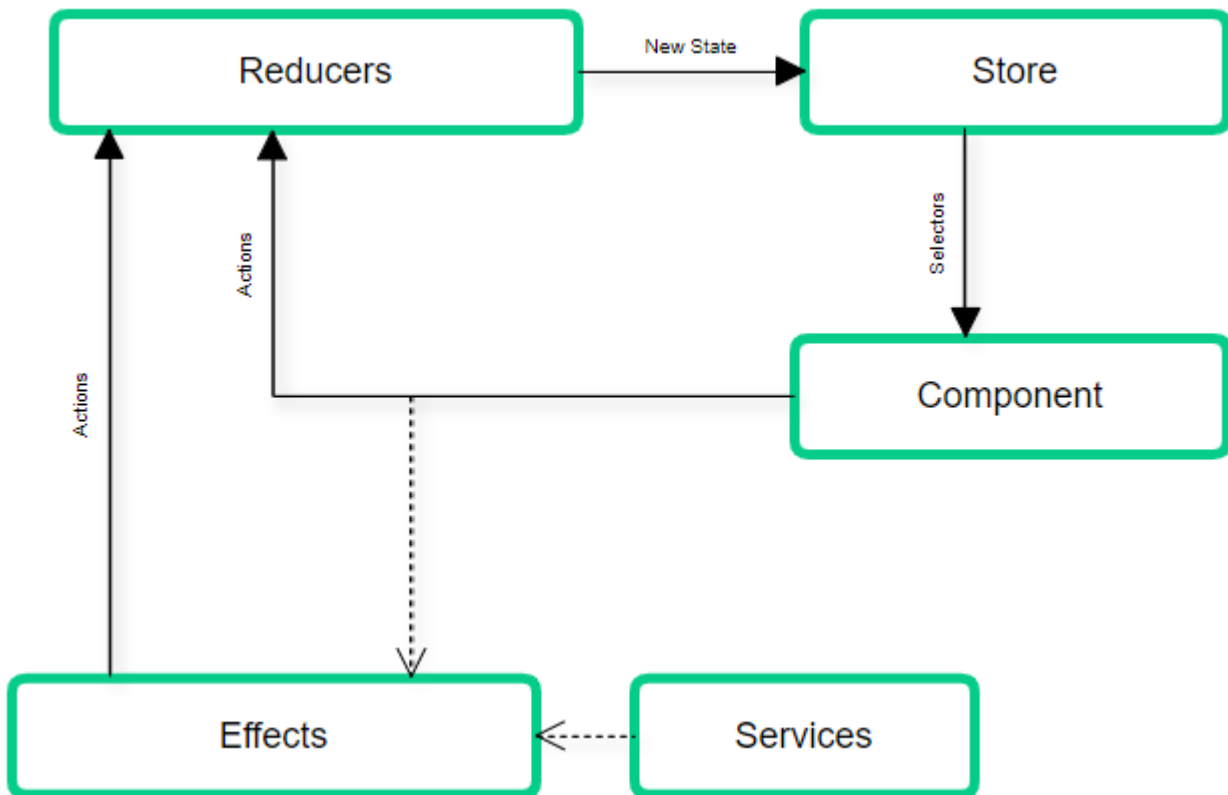 Reducers
New State
Store
Actions
Selectors
Actions
Component
Effects
Services